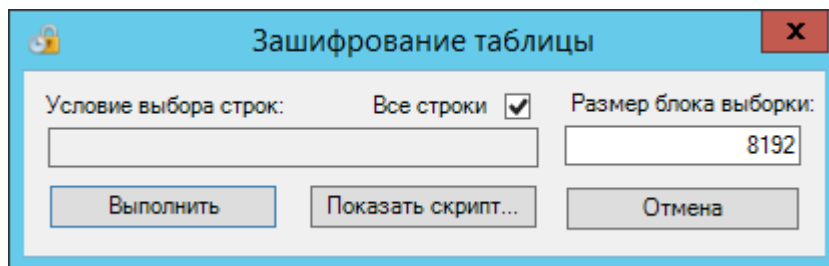 Зашифрование таблицы
Условие выбора строк: Все строки Размер блока выборки:
8192
Выполнить Показать скрипт... Отмена